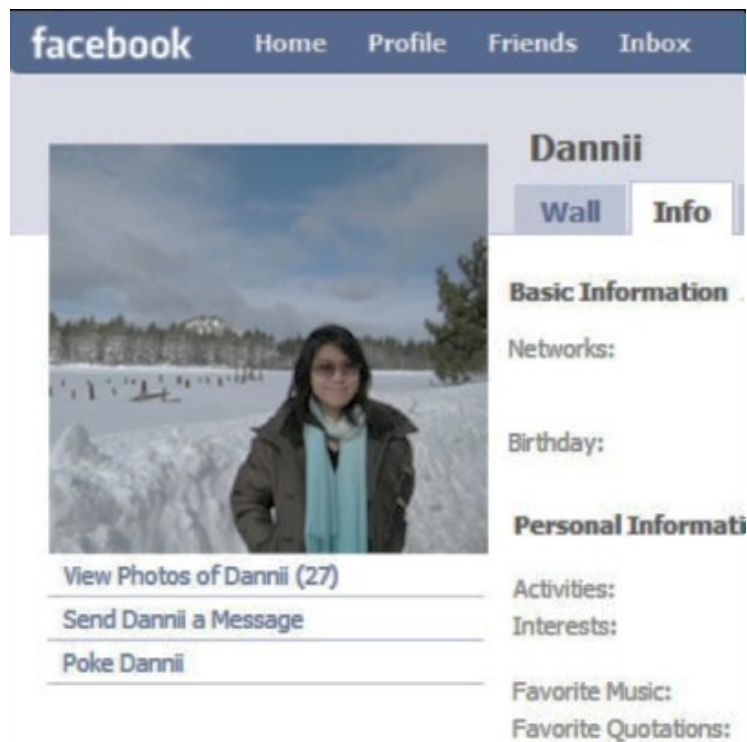 facebook Home Profile Friends Inbox
Dannii
Wall Info
Basic Information
Networks:
Birthday:
Personal Informati
Activities:
Interests:
Favorite Music:
Favorite Quotations:
View Photos of Dannii (27)
Send Dannii a Message
Poke Dannii